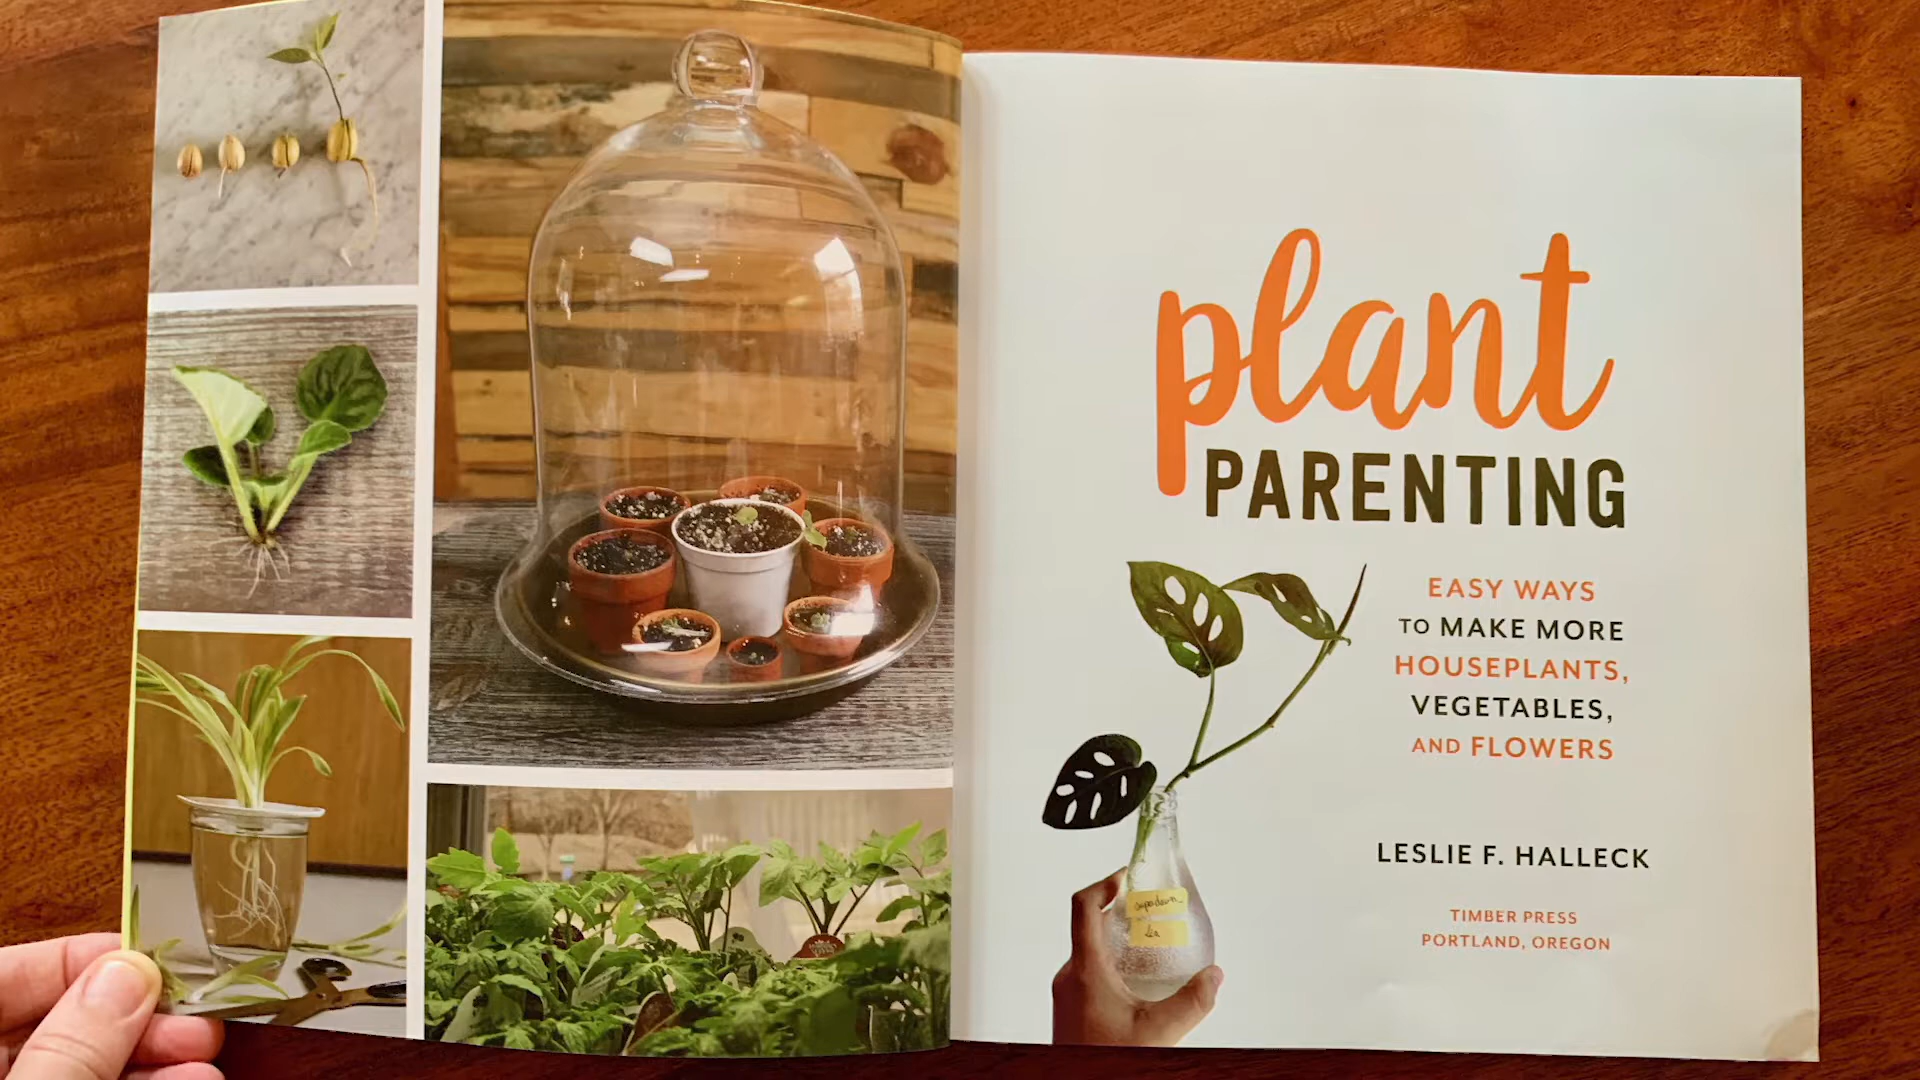 plant
PARENTING
EASY WAYS
TO MAKE MORE
HOUSEPLANTS,
VEGETABLES,
AND FLOWERS
LESLIE F. HALLECK
TIMBER PRESS
PORTLAND, OREGON